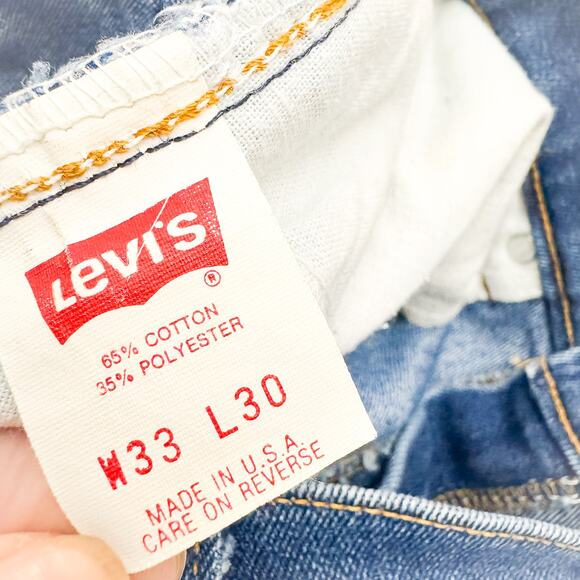 Levi's
®
65% COTTON
35% POLYESTER
W33 L30
MADE IN U.S.A.
CARE ON REVERSE